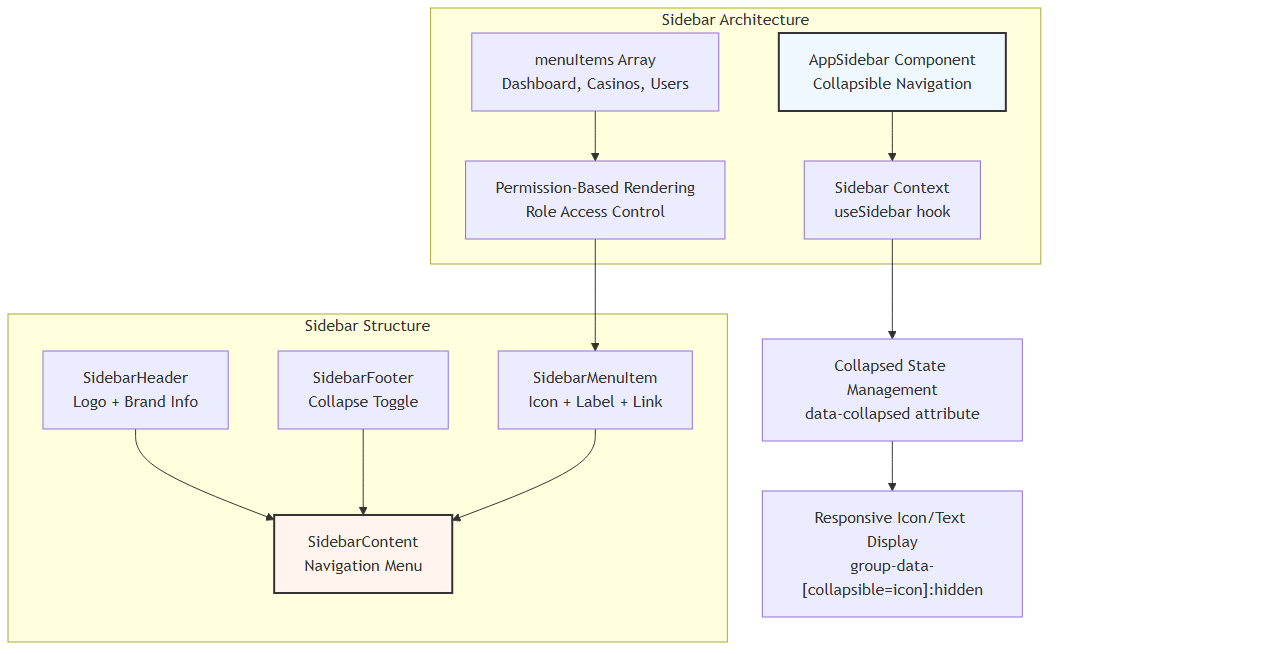 Sidebar Architecture
menuItems Array
Dashboard, Casinos, Users
AppSidebar Component
Collapsible Navigation
Permission-Based Rendering
Role Access Control
Sidebar Context
useSidebar hook
Sidebar Structure
SidebarHeader
Logo + Brand Info
SidebarFooter
Collapse Toggle
SidebarMenuItem
Icon + Label + Link
Collapsed State
Management
data-collapsed attribute
SidebarContent
Navigation Menu
Responsive Icon/Text
Display
group-data-
[collapsible=icon]:hidden